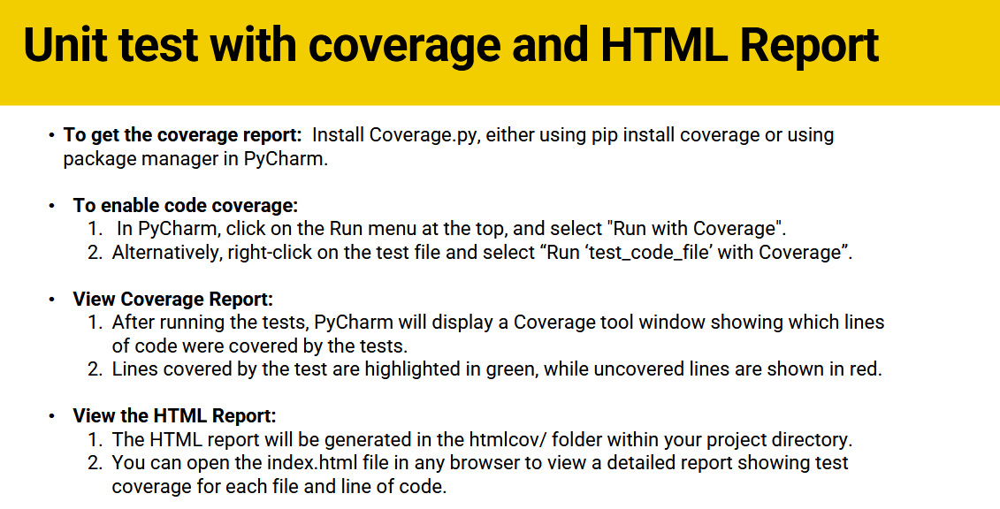 Unit test with coverage and HTML Report
• To get the coverage report:  Install Coverage.py, either using pip install coverage or using
package manager in PyCharm.
• To enable code coverage:
1. In PyCharm, click on the Run menu at the top, and select "Run with Coverage".
2. Alternatively, right-click on the test file and select “Run ‘test_code_file’ with Coverage”.
• View Coverage Report:
1. After running the tests, PyCharm will display a Coverage tool window showing which lines
of code were covered by the tests.
2. Lines covered by the test are highlighted in green, while uncovered lines are shown in red.
• View the HTML Report:
1. The HTML report will be generated in the htmlcov/ folder within your project directory.
2. You can open the index.html file in any browser to view a detailed report showing test
coverage for each file and line of code.